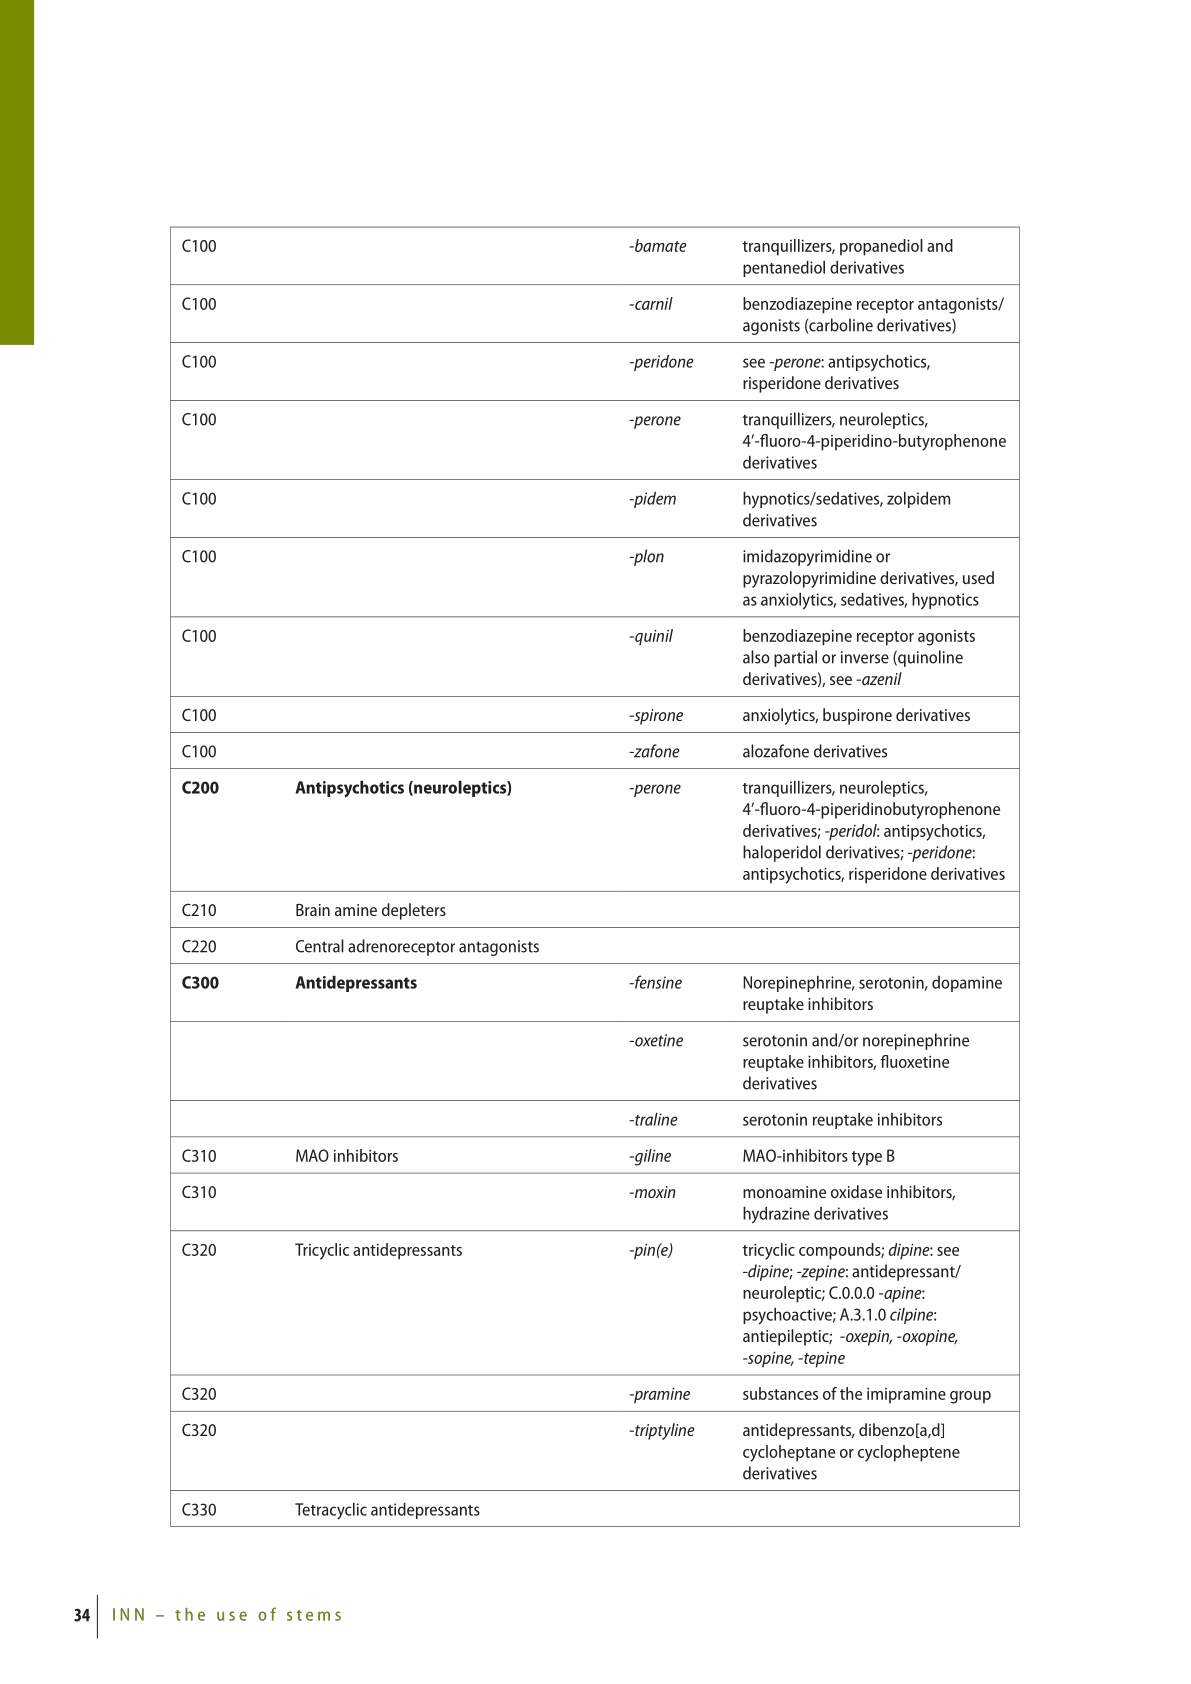 C100 -bamate tranquillizers, propanediol and
pentanediol derivatives
C100 -carnil benzodiazepine receptor antagonists/
agonists (carboline derivatives)
C100 -peridone see -perone: antipsychotics,
risperidone derivatives
C100 -perone tranquillizers, neuroleptics,
4’-fluoro-4-piperidino-butyrophenone
derivatives
C100 -pidem hypnotics/sedatives, zolpidem
derivatives
C100 -plon imidazopyrimidine or
pyrazolopyrimidine derivatives, used
as anxiolytics, sedatives, hypnotics
C100 -quinil benzodiazepine receptor agonists
also partial or inverse (quinoline
derivatives), see -azenil
C100 -spirone anxiolytics, buspirone derivatives
C100 -zafone alozafone derivatives
C200 Antipsychotics (neuroleptics) -perone tranquillizers, neuroleptics,
4’-fluoro-4-piperidinobutyrophenone
derivatives; -peridol: antipsychotics,
haloperidol derivatives; -peridone:
antipsychotics, risperidone derivatives
C210 Brain amine depleters
C220 Central adrenoreceptor antagonists
C300 Antidepressants -fensine Norepinephrine, serotonin, dopamine
reuptake inhibitors
-oxetine serotonin and/or norepinephrine
reuptake inhibitors, fluoxetine
derivatives
-traline serotonin reuptake inhibitors
C310 MAO inhibitors -giline MAO-inhibitors type B
C310 -moxin monoamine oxidase inhibitors,
hydrazine derivatives
C320 Tricyclic antidepressants -pin(e) tricyclic compounds; dipine: see
-dipine; -zepine: antidepressant/
neuroleptic; C.0.0.0 -apine:
psychoactive; A.3.1.0 cilpine:
antiepileptic; -oxepin, -oxopine,
-sopine, -tepine
C320 -pramine substances of the imipramine group
C320 -triptyline antidepressants, dibenzo[a,d]
cycloheptane or cyclopheptene
derivatives
C330 Tetracyclic antidepressants
34 INN – the use of stems